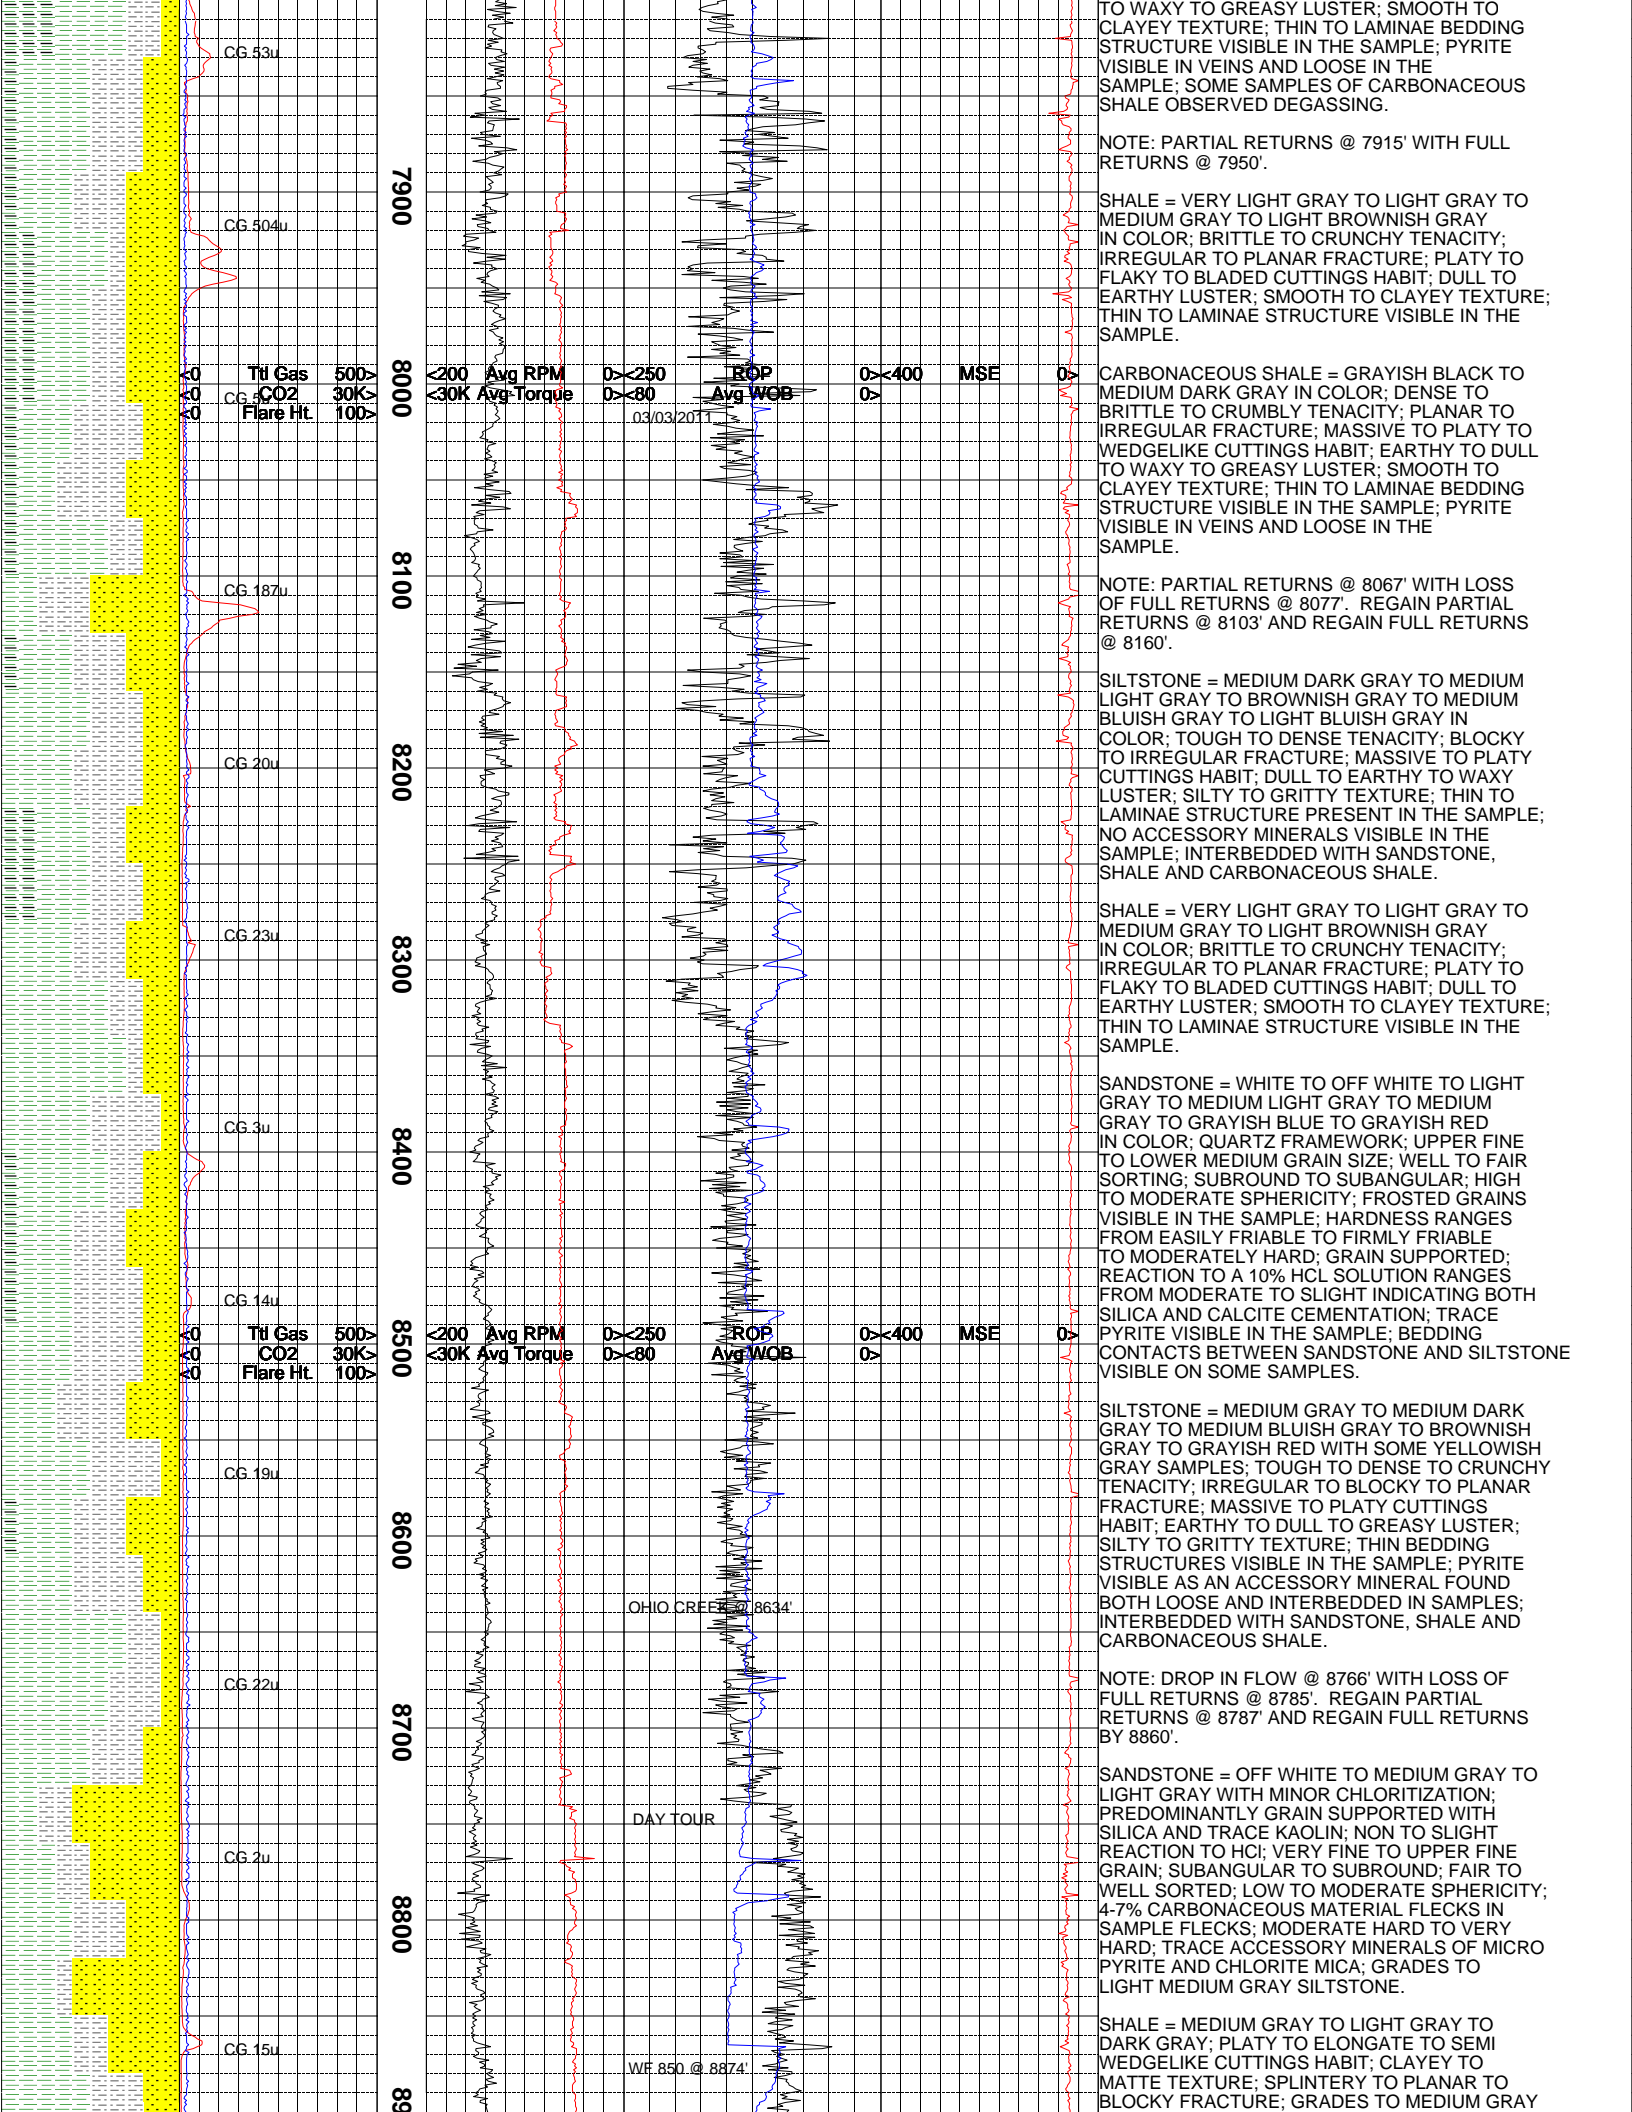 CG 53u
CG 504u
7900
<0 Ttl Gas 500>
<0 CO2 30K>
<0 Flare Ht. 100>
<200 Avg RPM 0>
<30K Avg Torque 0>
<250 ROP 0>
<80 Avg WOB 0>
<400 MSE 0>
8000
03/03/2011
8100
CG 187u
8200
CG 20u
CG 23u
8300
CG 3u
8400
CG 14u
<0 Ttl Gas 500>
<0 CO2 30K>
<0 Flare Ht. 100>
<200 Avg RPM 0>
<30K Avg Torque 0>
<250 ROP 0>
<80 Avg WOB 0>
<400 MSE 0>
8500
CG 19u
8600
OHIO CREEK @ 8634'
CG 22u
8700
DAY TOUR
CG 2u
8800
CG 15u
WF 850 @ 8874'
TO WAXY TO GREASY LUSTER; SMOOTH TO
CLAYEY TEXTURE; THIN TO LAMINAE BEDDING
STRUCTURE VISIBLE IN THE SAMPLE; PYRITE
VISIBLE IN VEINS AND LOOSE IN THE
SAMPLE; SOME SAMPLES OF CARBONACEOUS
SHALE OBSERVED DEGASSING.
NOTE: PARTIAL RETURNS @ 7915' WITH FULL
RETURNS @ 7950'.
SHALE = VERY LIGHT GRAY TO LIGHT GRAY TO
MEDIUM GRAY TO LIGHT BROWNISH GRAY
IN COLOR; BRITTLE TO CRUNCHY TENACITY;
IRREGULAR TO PLANAR FRACTURE; PLATY TO
FLAKY TO BLADED CUTTINGS HABIT; DULL TO
EARTHY LUSTER; SMOOTH TO CLAYEY TEXTURE;
THIN TO LAMINAE STRUCTURE VISIBLE IN THE
SAMPLE.
CARBONACEOUS SHALE = GRAYISH BLACK TO
MEDIUM DARK GRAY IN COLOR; DENSE TO
BRITTLE TO CRUMBLY TENACITY; PLANAR TO
IRREGULAR FRACTURE; MASSIVE TO PLATY TO
WEDGELIKE CUTTINGS HABIT; EARTHY TO DULL
TO WAXY TO GREASY LUSTER; SMOOTH TO
CLAYEY TEXTURE; THIN TO LAMINAE BEDDING
STRUCTURE VISIBLE IN THE SAMPLE; PYRITE
VISIBLE IN VEINS AND LOOSE IN THE
SAMPLE.
NOTE: PARTIAL RETURNS @ 8067' WITH LOSS
OF FULL RETURNS @ 8077'. REGAIN PARTIAL
RETURNS @ 8103' AND REGAIN FULL RETURNS
@ 8160'.
SILTSTONE = MEDIUM DARK GRAY TO MEDIUM
LIGHT GRAY TO BROWNISH GRAY TO MEDIUM
BLUISH GRAY TO LIGHT BLUISH GRAY IN
COLOR; TOUGH TO DENSE TENACITY; BLOCKY
TO IRREGULAR FRACTURE; MASSIVE TO PLATY
CUTTINGS HABIT; DULL TO EARTHY TO WAXY
LUSTER; SILTY TO GRITTY TEXTURE; THIN TO
LAMINAE STRUCTURE PRESENT IN THE SAMPLE;
NO ACCESSORY MINERALS VISIBLE IN THE
SAMPLE; INTERBEDDED WITH SANDSTONE,
SHALE AND CARBONACEOUS SHALE.
SHALE = VERY LIGHT GRAY TO LIGHT GRAY TO
MEDIUM GRAY TO LIGHT BROWNISH GRAY
IN COLOR; BRITTLE TO CRUNCHY TENACITY;
IRREGULAR TO PLANAR FRACTURE; PLATY TO
FLAKY TO BLADED CUTTINGS HABIT; DULL TO
EARTHY LUSTER; SMOOTH TO CLAYEY TEXTURE;
THIN TO LAMINAE STRUCTURE VISIBLE IN THE
SAMPLE.
SANDSTONE = WHITE TO OFF WHITE TO LIGHT
GRAY TO MEDIUM LIGHT GRAY TO MEDIUM
GRAY TO GRAYISH BLUE TO GRAYISH RED
IN COLOR; QUARTZ FRAMEWORK; UPPER FINE
TO LOWER MEDIUM GRAIN SIZE; WELL TO FAIR
SORTING; SUBROUND TO SUBANGULAR; HIGH
TO MODERATE SPHERICITY; FROSTED GRAINS
VISIBLE IN THE SAMPLE; HARDNESS RANGES
FROM EASILY FRIABLE TO FIRMLY FRIABLE
TO MODERATELY HARD; GRAIN SUPPORTED;
REACTION TO A 10% HCL SOLUTION RANGES
FROM MODERATE TO SLIGHT INDICATING BOTH
SILICA AND CALCITE CEMENTATION; TRACE
PYRITE VISIBLE IN THE SAMPLE; BEDDING
CONTACTS BETWEEN SANDSTONE AND SILTSTONE
VISIBLE ON SOME SAMPLES.
SILTSTONE = MEDIUM GRAY TO MEDIUM DARK
GRAY TO MEDIUM BLUISH GRAY TO BROWNISH
GRAY TO GRAYISH RED WITH SOME YELLOWISH
GRAY SAMPLES; TOUGH TO DENSE TO CRUNCHY
TENACITY; IRREGULAR TO BLOCKY TO PLANAR
FRACTURE; MASSIVE TO PLATY CUTTINGS
HABIT; EARTHY TO DULL TO GREASY LUSTER;
SILTY TO GRITTY TEXTURE; THIN BEDDING
STRUCTURES VISIBLE IN THE SAMPLE; PYRITE
VISIBLE AS AN ACCESSORY MINERAL FOUND
BOTH LOOSE AND INTERBEDDED IN SAMPLES;
INTERBEDDED WITH SANDSTONE, SHALE AND
CARBONACEOUS SHALE.
NOTE: DROP IN FLOW @ 8766' WITH LOSS OF
FULL RETURNS @ 8785'. REGAIN PARTIAL
RETURNS @ 8787' AND REGAIN FULL RETURNS
BY 8860'.
SANDSTONE = OFF WHITE TO MEDIUM GRAY TO
LIGHT GRAY WITH MINOR CHLORITIZATION;
PREDOMINANTLY GRAIN SUPPORTED WITH
SILICA AND TRACE KAOLIN; NON TO SLIGHT
REACTION TO HCl; VERY FINE TO UPPER FINE
GRAIN; SUBANGULAR TO SUBROUND; FAIR TO
WELL SORTED; LOW TO MODERATE SPHERICITY;
4-7% CARBONACEOUS MATERIAL FLECKS IN
SAMPLE FLECKS; MODERATE HARD TO VERY
HARD; TRACE ACCESSORY MINERALS OF MICRO
PYRITE AND CHLORITE MICA; GRADES TO
LIGHT MEDIUM GRAY SILTSTONE.
SHALE = MEDIUM GRAY TO LIGHT GRAY TO
DARK GRAY; PLATY TO ELONGATE TO SEMI
WEDGELIKE CUTTINGS HABIT; CLAYEY TO
MATTE TEXTURE; SPLINTERY TO PLANAR TO
BLOCKY FRACTURE; GRADES TO MEDIUM GRAY